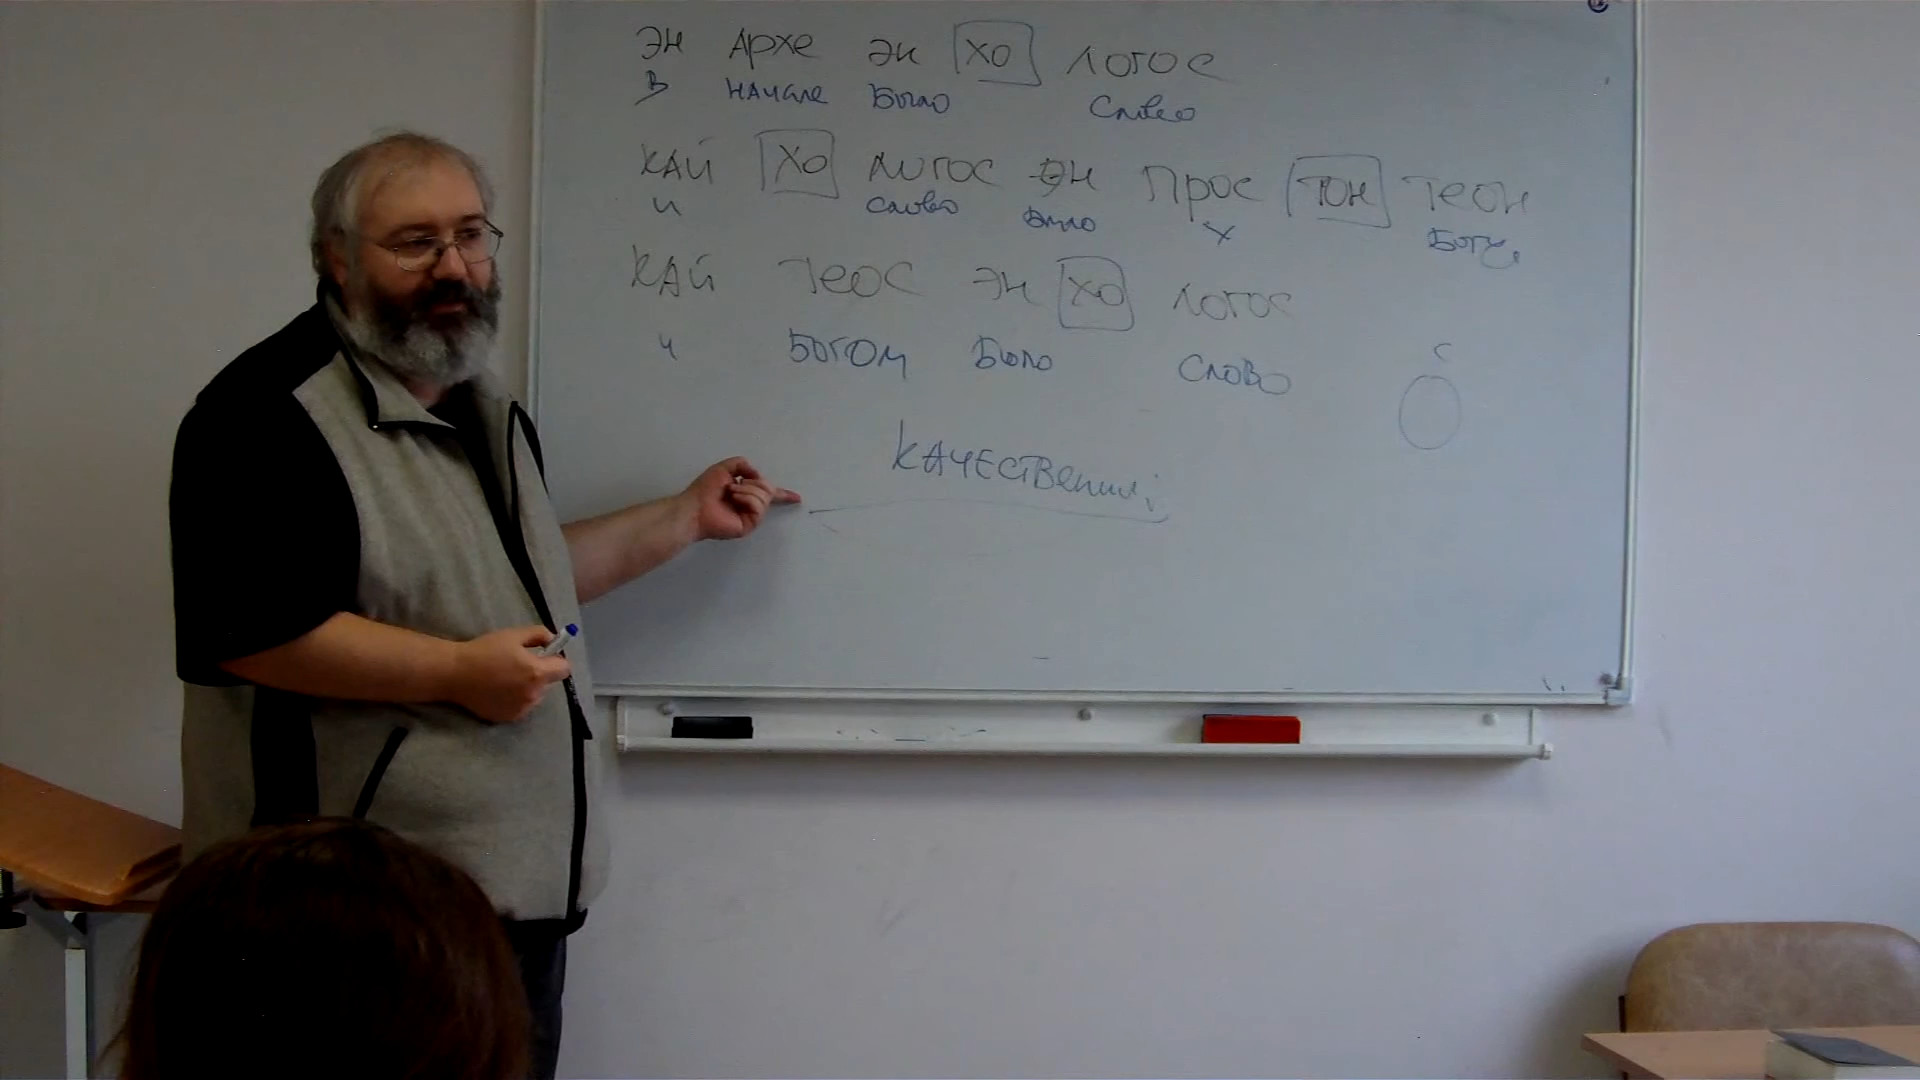 ЭН АРХЕ ЭН ХО ЛОГОС
В НАЧАЛЕ БЫЛО СЛОВО
КАЙ ХО ЛОГОС ЭН ПРОС ТОН ТЕОН
И СЛОВО БЫЛО К БОГУ
КАЙ ТЕОС ЭН ХО ЛОГОС
И БОГОМ БЫЛО СЛОВО
С
КАЧЕСТВЕННЫЙ